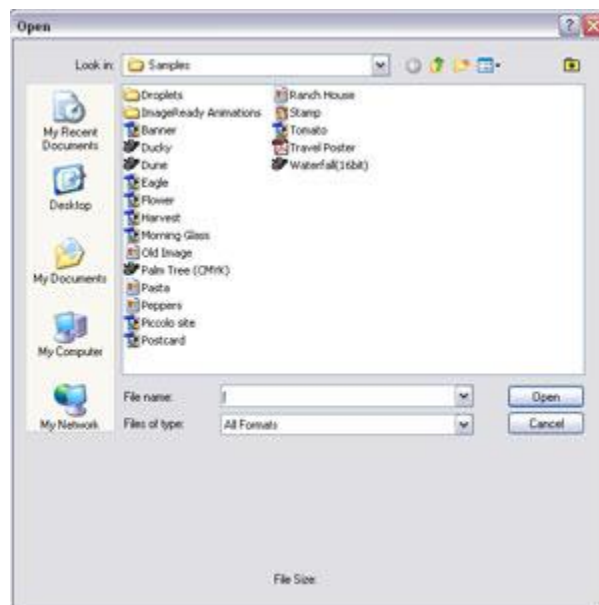 Open
Look in:
Samples
My Recent
Documents
Desktop
My Documents
My Computer
My Network
Droplets
ImageReady Animations
Banner
Ducky
Dune
Eagle
Flower
Harvest
Morning Glass
Old Image
Palm Tree (CMYK)
Pasta
Peppers
Piccolo site
Postcard
Ranch House
Stamp
Tomato
Travel Poster
Waterfall(16bit)
File name:
Open
Files of type:
All Formats
Cancel
File Size: